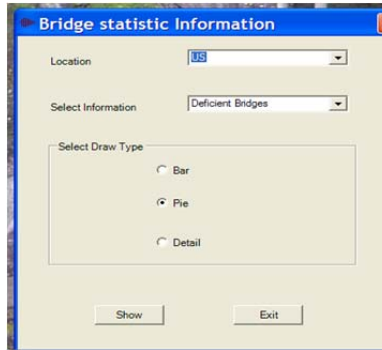 Bridge statistic Information
Location US
Select Information Deficient Bridges
Select Draw Type
Bar
Pie
Detail
Show Exit